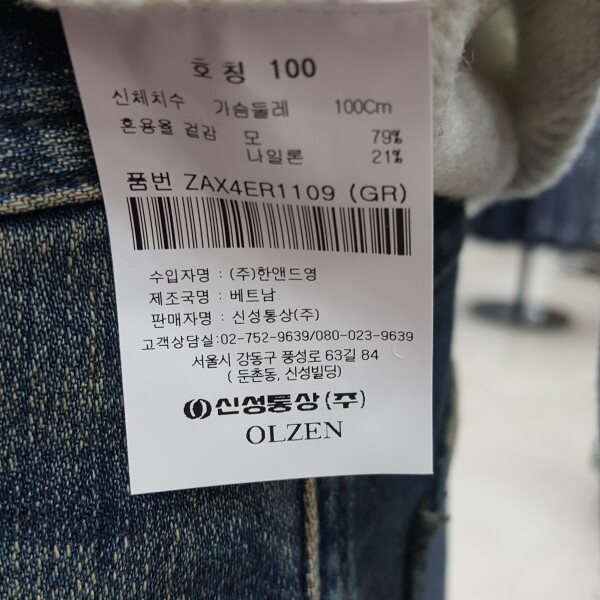 호칭 100
신체치수 가슴둘레 100Cm
혼용율 겉감 모 79%
나일론 21%
품번 ZAX4ER1109 (GR)
수입자명 : (주)한앤드영
제조국명 : 베트남
판매자명 : 신성통상(주)
고객상담실:02-752-9639/080-023-9639
서울시 강동구 풍성로 63길 84
( 둔촌동, 신성빌딩)
신성통상(주)
OLZEN